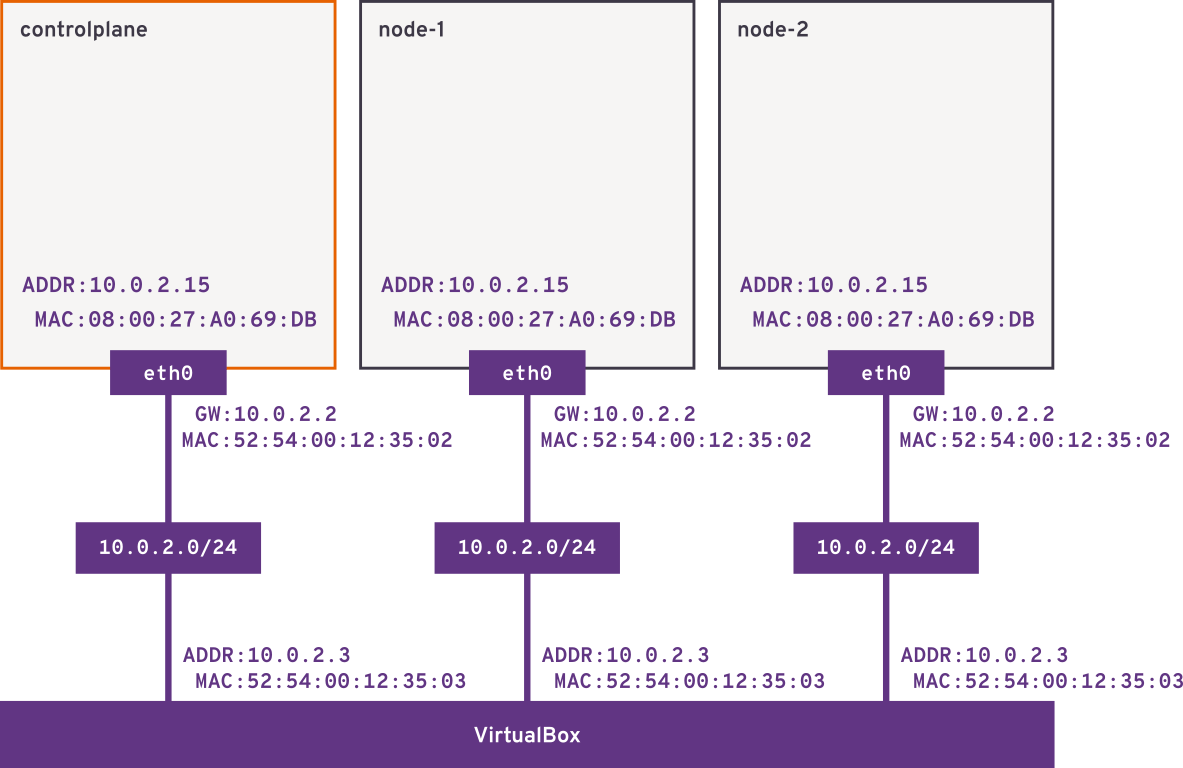 controlplane
node-1
node-2
ADDR:10.0.2.15
ADDR:10.0.2.15
ADDR:10.0.2.15
MAC:08:00:27:A0:69:DB
MAC:08:00:27:A0:69:DB
MAC:08:00:27:A0:69:DB
eth0
eth0
eth0
GW:10.0.2.2
GW:10.0.2.2
GW:10.0.2.2
MAC:52:54:00:12:35:02
MAC:52:54:00:12:35:02
MAC:52:54:00:12:35:02
10.0.2.0/24
10.0.2.0/24
10.0.2.0/24
ADDR:10.0.2.3
ADDR:10.0.2.3
ADDR:10.0.2.3
MAC:52:54:00:12:35:03
MAC:52:54:00:12:35:03
MAC:52:54:00:12:35:03
VirtualBox